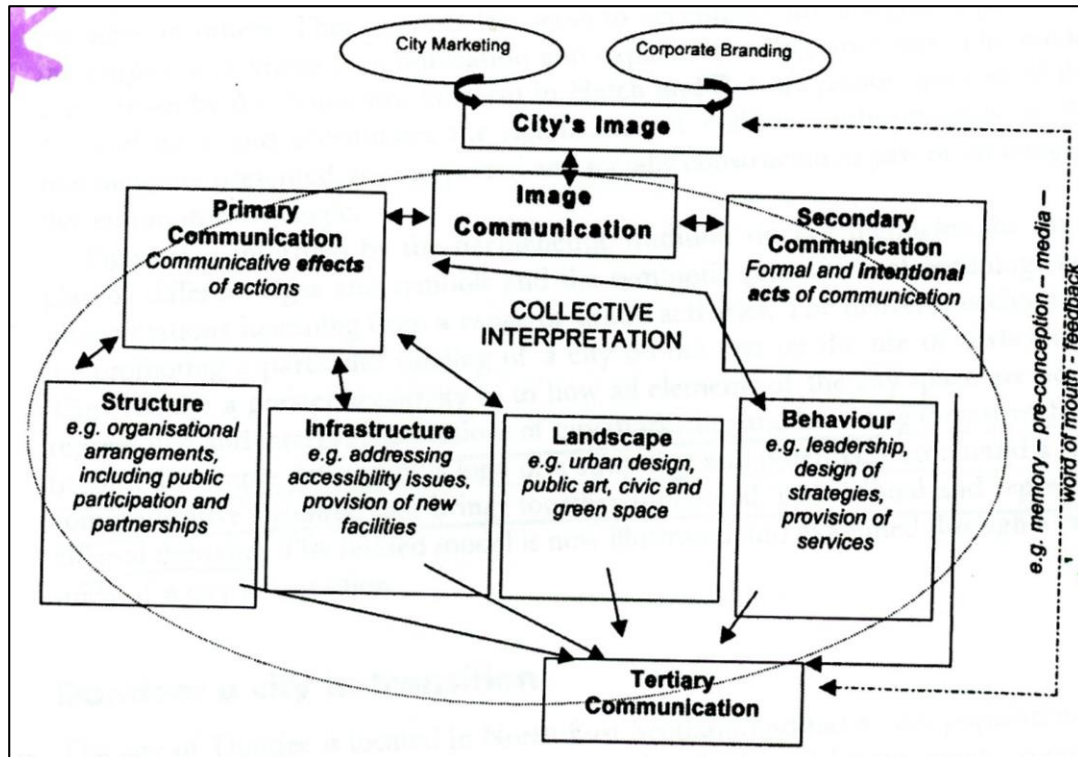 City Marketing
Corporate Branding
City's Image
Image
Communication
Primary
Communication
Communicative effects
of actions
Secondary
Communication
Formal and Intentional
acts of communication
COLLECTIVE
INTERPRETATION
Structure
e.g. organisational
arrangements,
including public
participation and
partnerships
Infrastructure
e.g. addressing
accessibility issues,
provision of new
facilities
Landscape
e.g. urban design,
public art, civic and
green space
Behaviour
e.g. leadership,
design of
strategies,
provision of
services
Tertiary
Communication
e.g. memory – pre-conception – media –
word of mouth - feedback